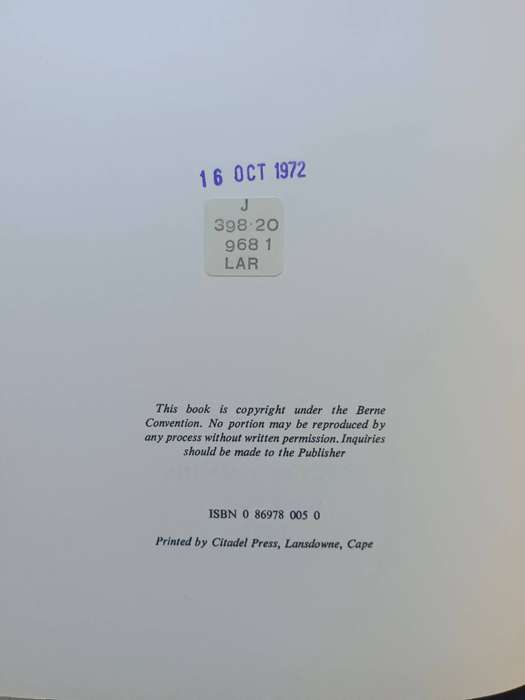 16 OCT 1972
J
398·20
968 1
LAR
This book is copyright under the Berne
Convention. No portion may be reproduced by
any process without written permission. Inquiries
should be made to the Publisher
ISBN 0 86978 005 0
Printed by Citadel Press, Lansdowne, Cape